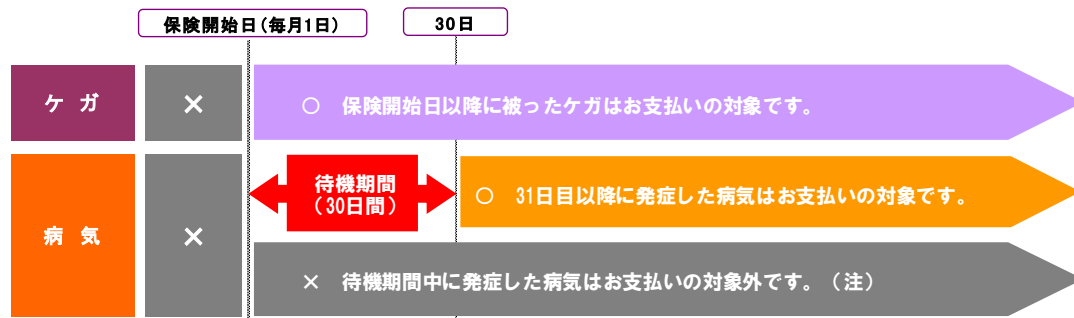 保険開始日（毎月1日）
30日
ケガ
×
○ 保険開始日以降に被ったケガはお支払いの対象です。
病気
×
待機期間
（30日間）
○ 31日目以降に発症した病気はお支払いの対象です。
× 待機期間中に発症した病気はお支払いの対象外です。（注）